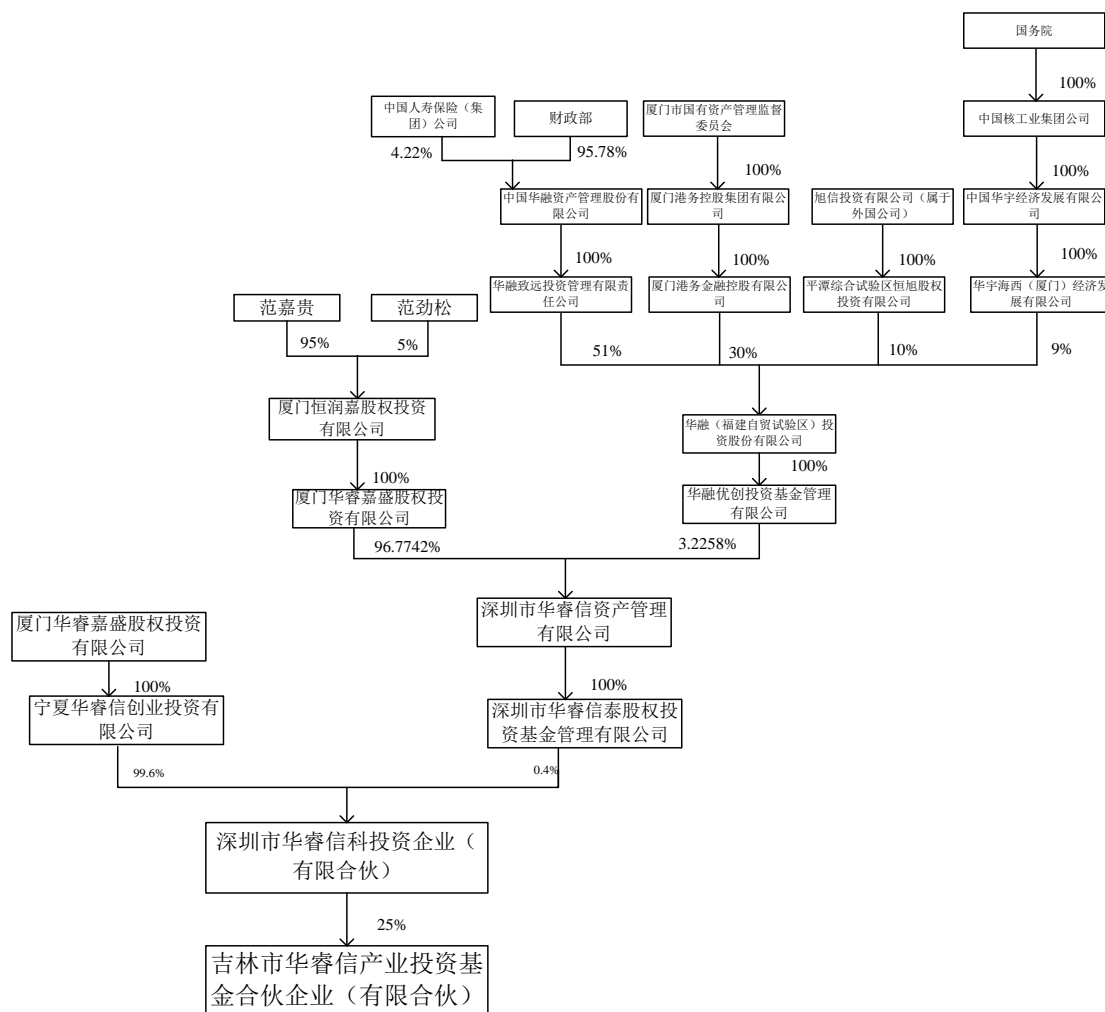 国务院
100%
中国人寿保险（集
团）公司
财政部
厦门市国有资产管理监督
委员会
中国核工业集团公司
4.22%
95.78%
100%
100%
中国华融资产管理股份有
限公司
厦门港务控股集团有限公
司
旭信投资有限公司（属于
外国公司）
中国华宇经济发展有限公
司
100%
100%
100%
100%
华融致远投资管理有限责
任公司
厦门港务金融控股有限公
司
平潭综合试验区恒旭股权
投资有限公司
华宇海西（厦门）经济发
展有限公司
范嘉贵
范劲松
95%
5%
51%
30%
10%
9%
厦门恒润嘉股权投资
有限公司
华融（福建自贸试验区）投
资股份有限公司
100%
100%
厦门华睿嘉盛股权投
资有限公司
华融优创投资基金管理
有限公司
96.7742%
3.2258%
厦门华睿嘉盛股权投资
有限公司
深圳市华睿信资产管理
有限公司
100%
100%
宁夏华睿信创业投资有
限公司
深圳市华睿信泰股权投
资基金管理有限公司
99.6%
0.4%
深圳市华睿信科投资企业（
有限合伙）
25%
吉林市华睿信产业投资基
金合伙企业（有限合伙）